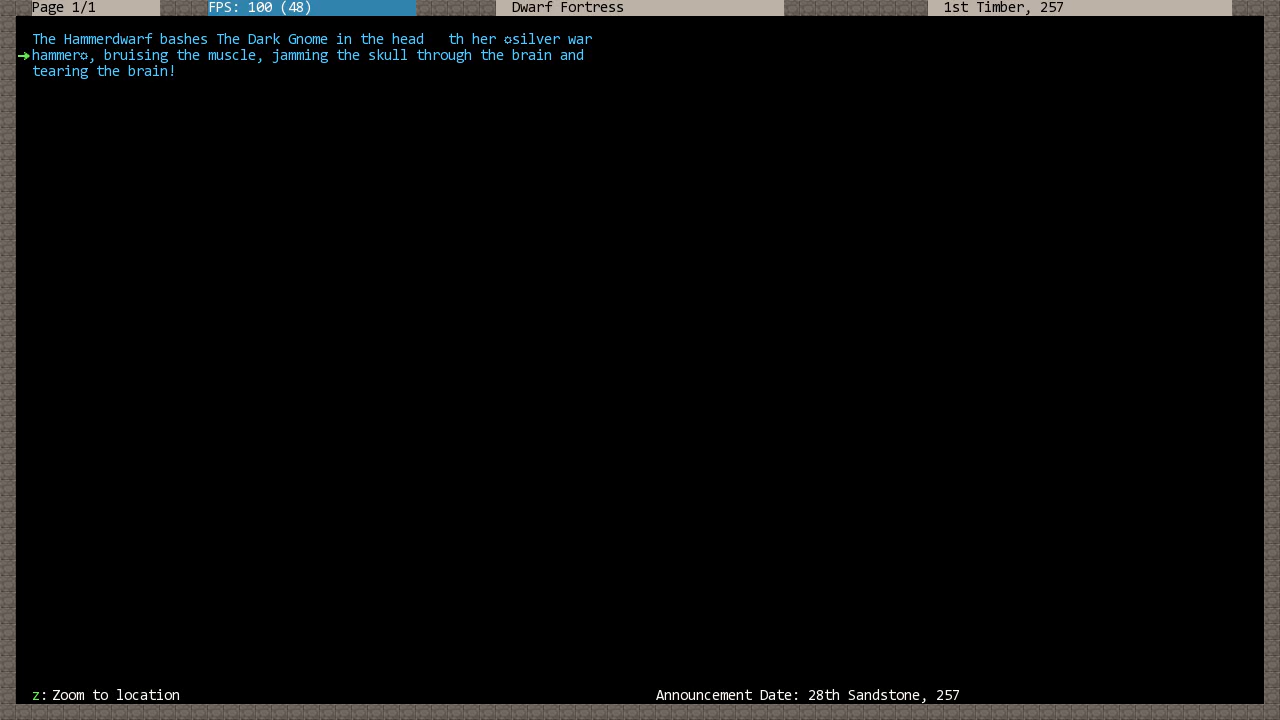 Page 1/1 FPS: 100 (48) Dwarf Fortress 1st Timber, 257
The Hammerdwarf bashes The Dark Gnome in the head th her ☼silver war
hammer☼, bruising the muscle, jamming the skull through the brain and
tearing the brain!
z: Zoom to location Announcement Date: 28th Sandstone, 257